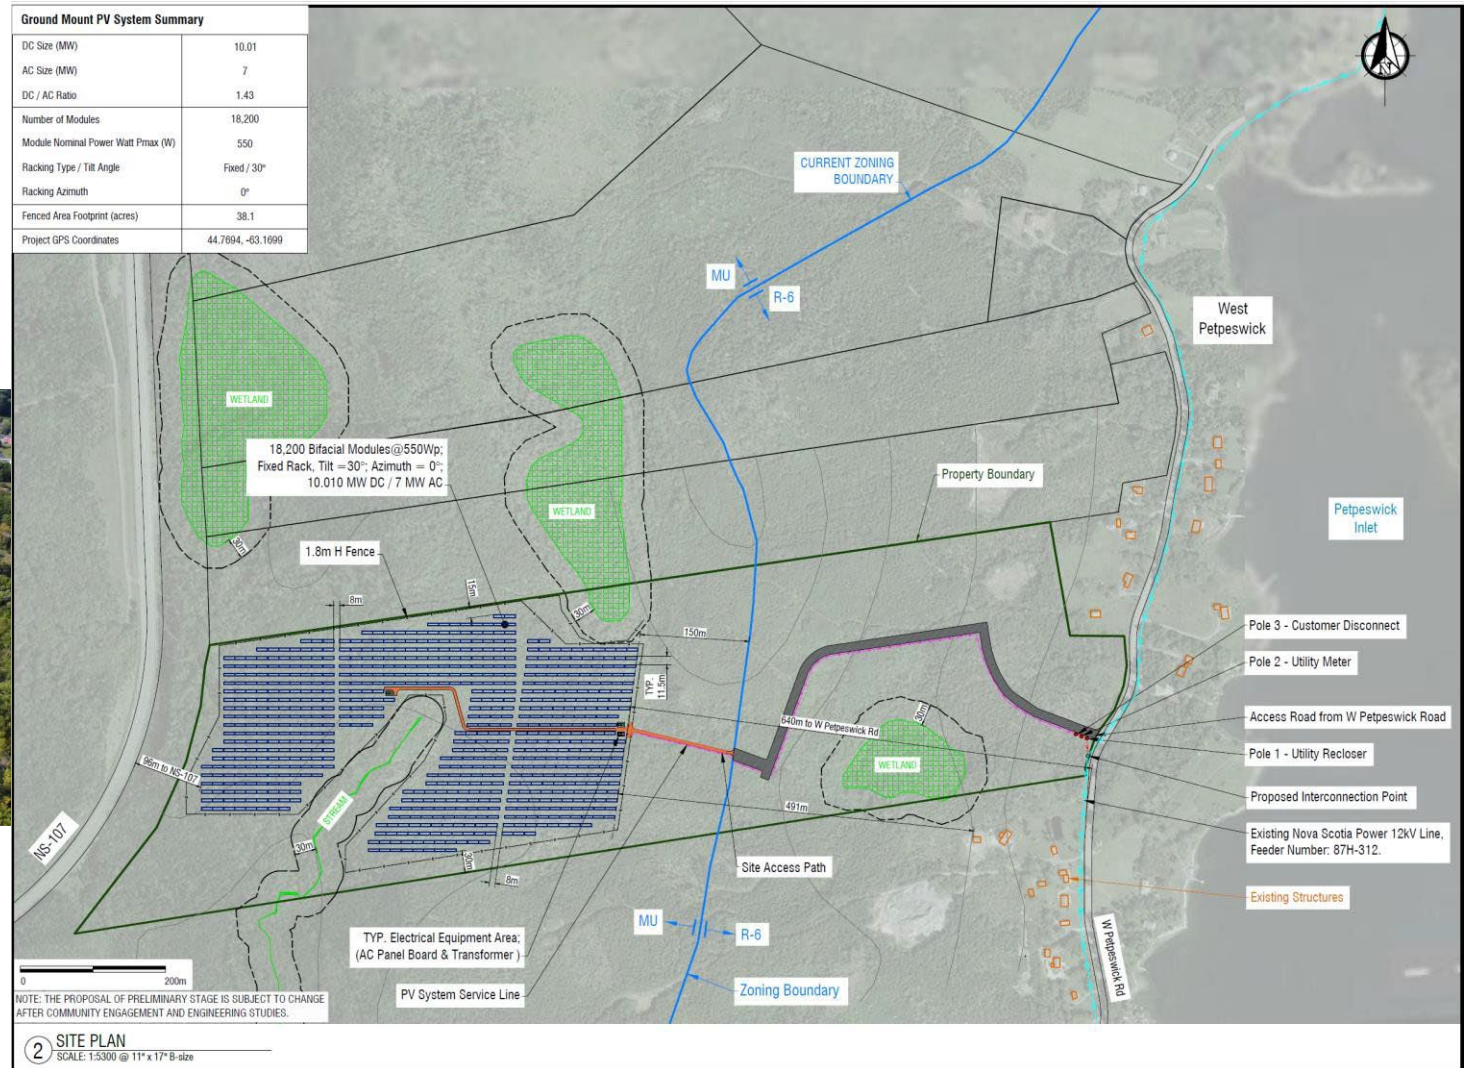 Ground Mount PV System Summary
DC Size (MW) 10.01
AC Size (MW) 7
DC / AC Ratio 1.43
Number of Modules 18,200
Module Nominal Power Watt Pmax (W) 550
Racking Type / Tilt Angle Fixed / 30°
Racking Azimuth 0°
Fenced Area Footprint (acres) 38.1
Project GPS Coordinates 44.7694, -63.1699
N
CURRENT ZONING
BOUNDARY
MU
R-6
West
Petpeswick
WETLAND
18,200 Bifacial Modules@550Wp;
Fixed Rack, Tilt =30°; Azimuth = 0°;
10.010 MW DC / 7 MW AC
Property Boundary
WETLAND
Petpeswick
Inlet
30m
1.8m H Fence
15m
8m
30m
150m
Pole 3 - Customer Disconnect
Pole 2 - Utility Meter
TYP.
11.5m
640m to W Petpeswick Rd
30m
Access Road from W Petpeswick Road
Pole 1 - Utility Recloser
WETLAND
96m to NS-107
Proposed Interconnection Point
491m
STREAM
NS-107
30m
Existing Nova Scotia Power 12kV Line,
Feeder Number: 87H-312.
30m
8m
Site Access Path
Existing Structures
MU
R-6
TYP. Electrical Equipment Area;
(AC Panel Board & Transformer )
W Petpeswick Rd
PV System Service Line
Zoning Boundary
0 200m
NOTE: THE PROPOSAL OF PRELIMINARY STAGE IS SUBJECT TO CHANGE
AFTER COMMUNITY ENGAGEMENT AND ENGINEERING STUDIES.
2 SITE PLAN
SCALE: 1:5300 @ 11" x 17" B-size